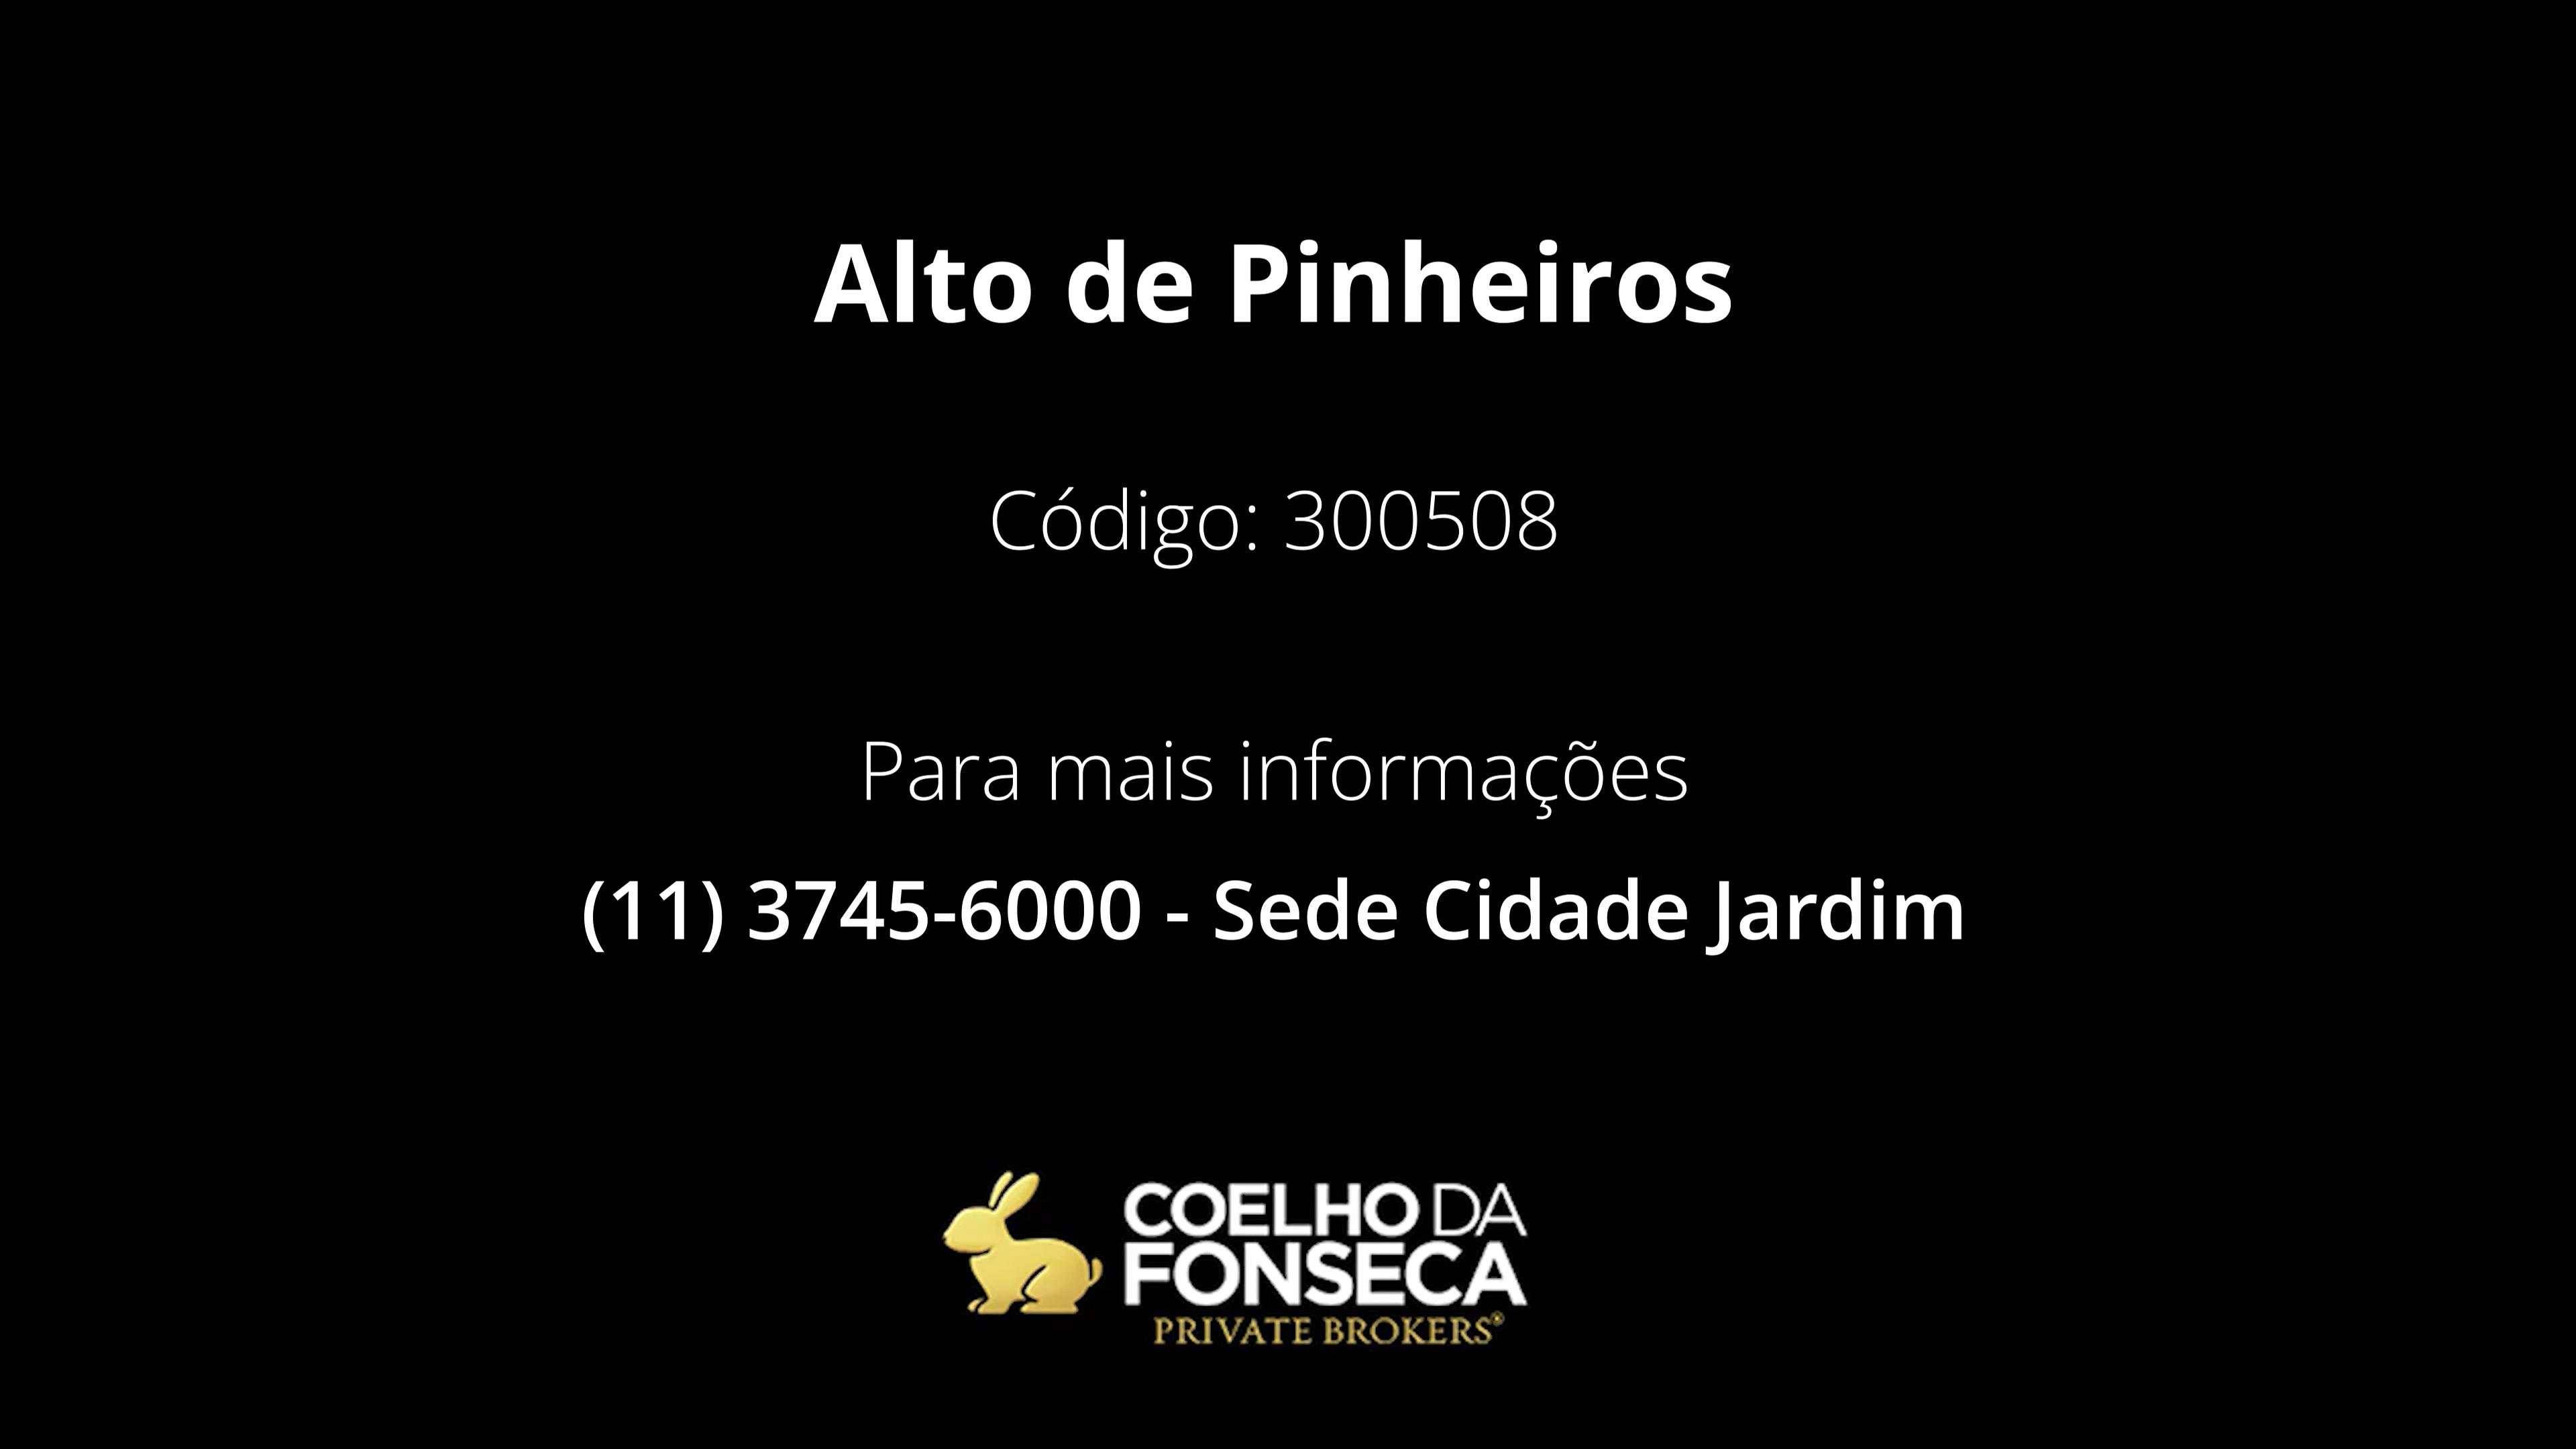 Alto de Pinheiros
Código: 300508
Para mais informações
(11) 3745-6000 - Sede Cidade Jardim
COELHO DA
FONSECA
PRIVATE BROKERS®